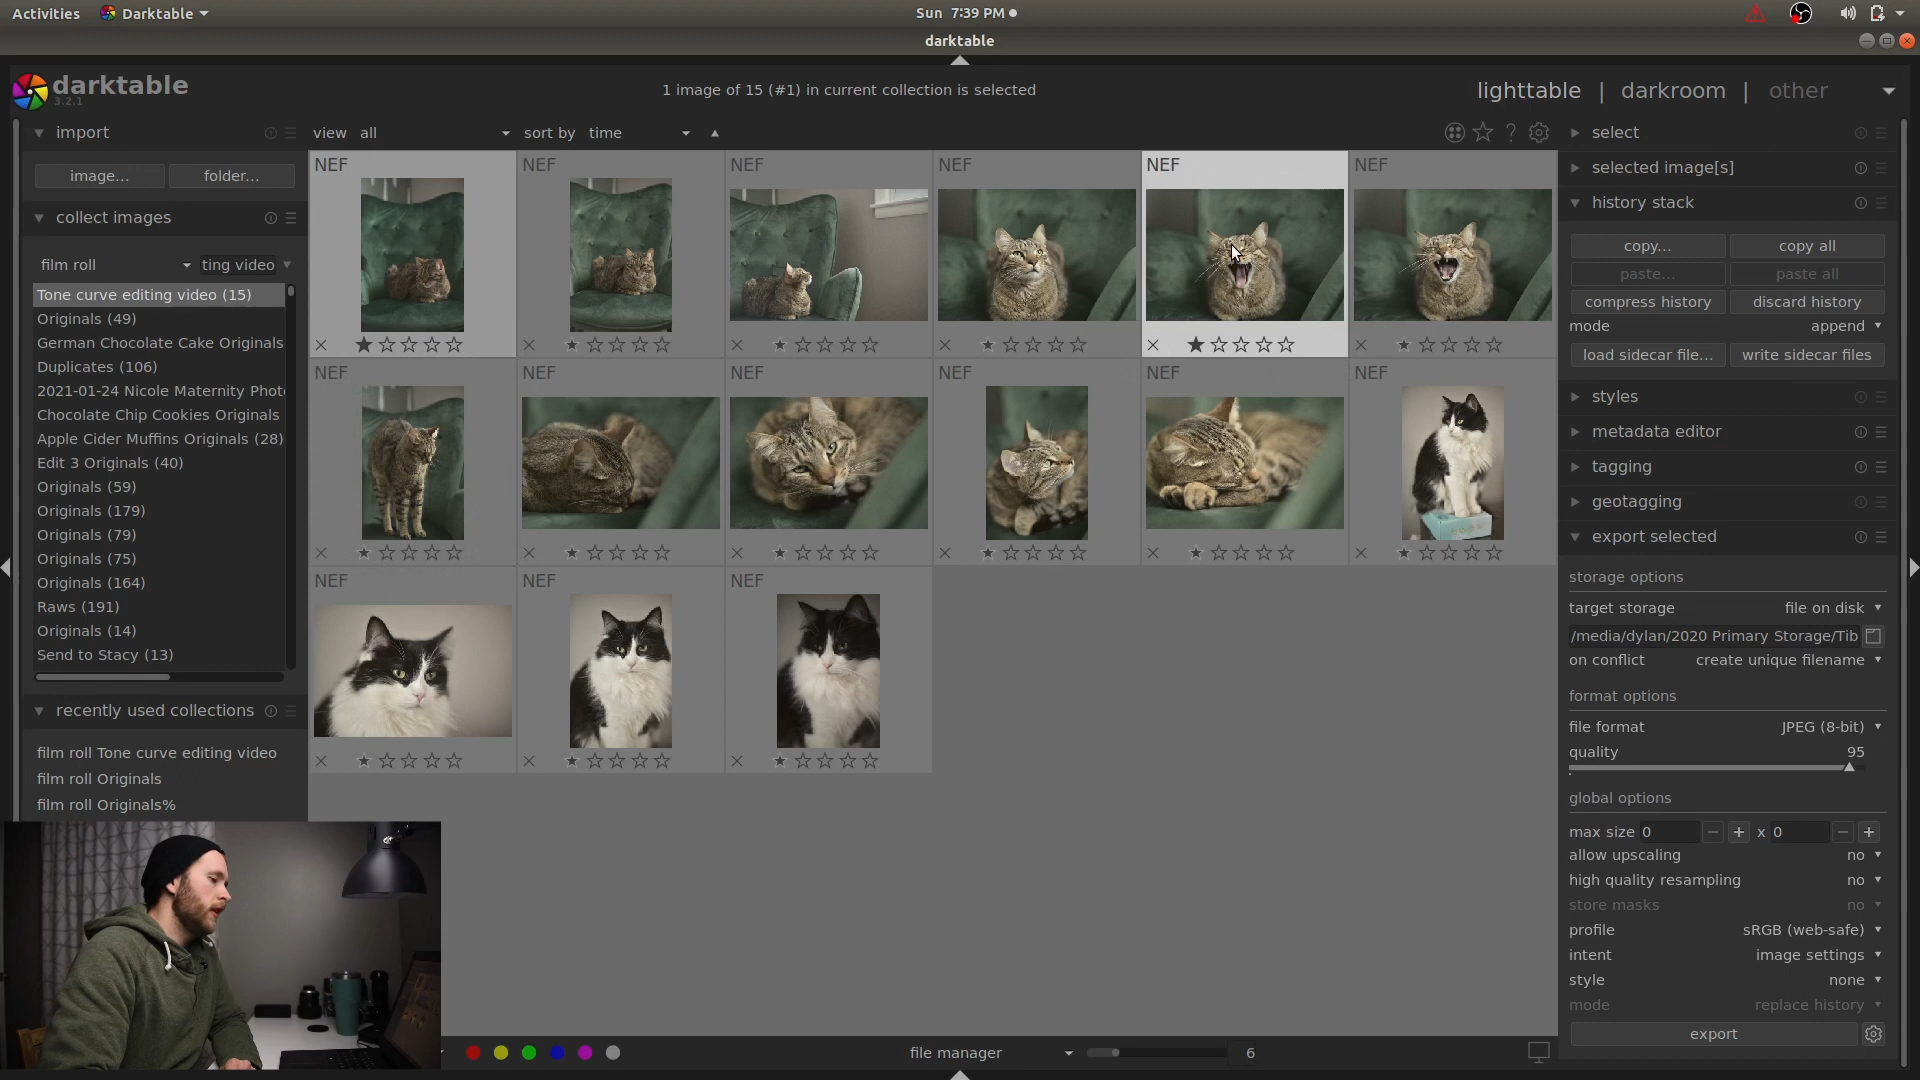 Activities Darktable Sun 7:39 PM
darktable
darktable
3.2.1
1 image of 15 (#1) in current collection is selected
lighttable | darkroom | other
import
image... folder...
collect images
film roll ting video
Tone curve editing video (15)
Originals (49)
German Chocolate Cake Originals
Duplicates (106)
2021-01-24 Nicole Maternity Phot
Chocolate Chip Cookies Originals
Apple Cider Muffins Originals (28)
Edit 3 Originals (40)
Originals (59)
Originals (179)
Originals (79)
Originals (75)
Originals (164)
Raws (191)
Originals (14)
Send to Stacy (13)
recently used collections
film roll Tone curve editing video
film roll Originals
film roll Originals%
view all sort by time
NEF NEF NEF NEF NEF NEF
NEF NEF NEF NEF NEF NEF
NEF NEF NEF
file manager 6
select
selected image[s]
history stack
copy... copy all
paste... paste all
compress history discard history
mode append
load sidecar file... write sidecar files
styles
metadata editor
tagging
geotagging
export selected
storage options
target storage file on disk
/media/dylan/2020 Primary Storage/Tib
on conflict create unique filename
format options
file format JPEG (8-bit)
quality 95
global options
max size 0 − + x 0 − +
allow upscaling no
high quality resampling no
store masks no
profile sRGB (web-safe)
intent image settings
style none
mode replace history
export